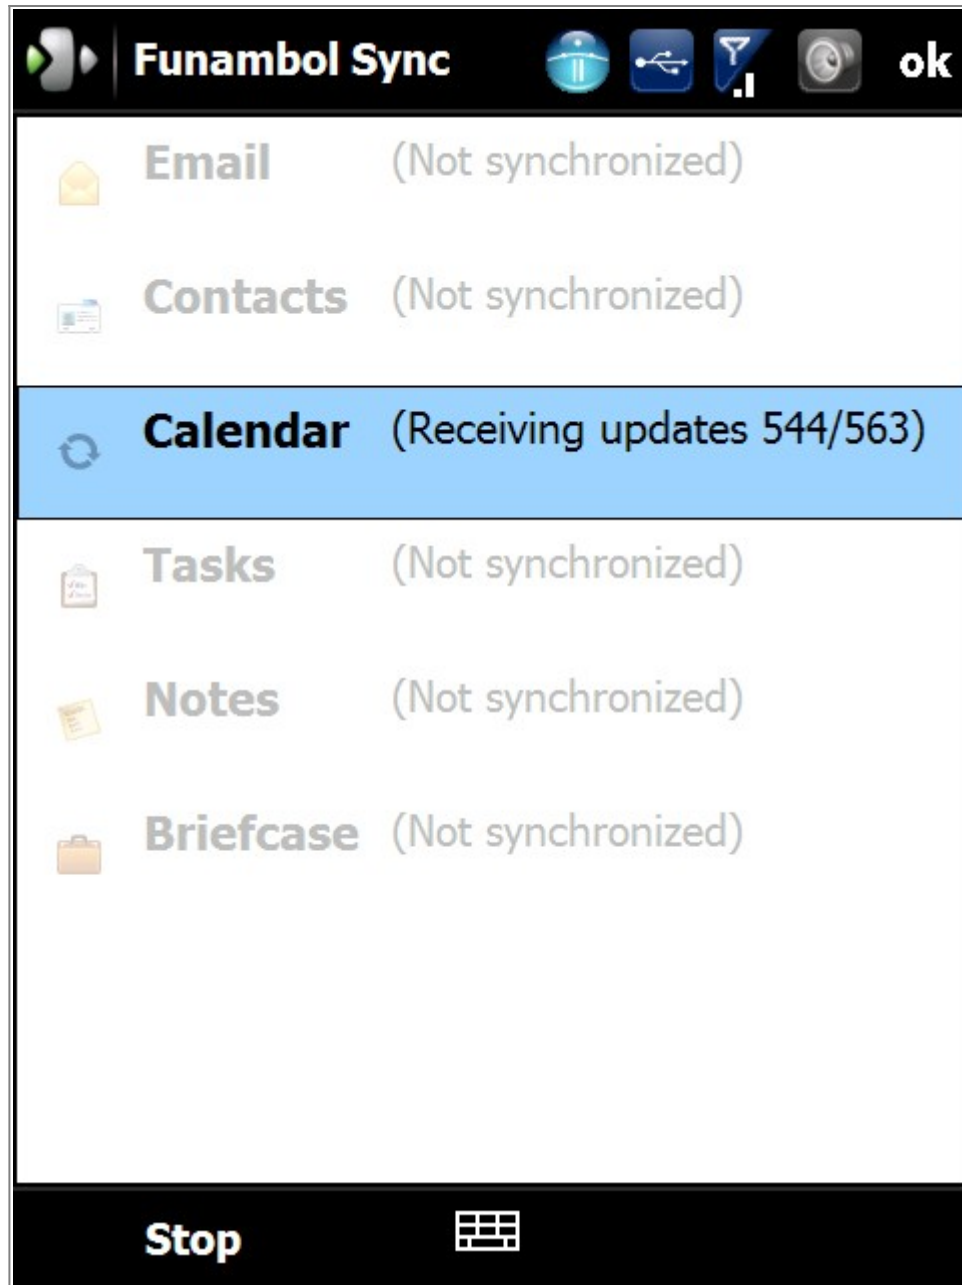 Funambol Sync ok
Email (Not synchronized)
Contacts (Not synchronized)
Calendar (Receiving updates 544/563)
Tasks (Not synchronized)
Notes (Not synchronized)
Briefcase (Not synchronized)
Stop